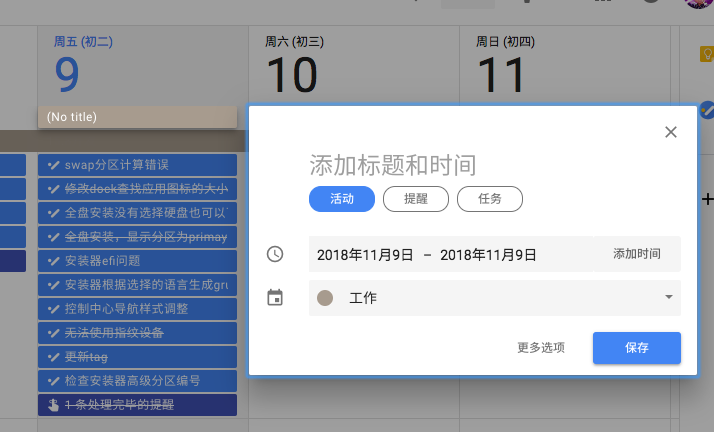 周五 (初二)
9
周六 (初三)
10
周日 (初四)
11
(No title)
swap分区计算错误
修改dock查找应用图标的大小
全盘安装没有选择硬盘也可以
全盘安装，显示分区为primay
安装器efi问题
安装器根据选择的语言生成gru
控制中心导航样式调整
无法使用指纹设备
更新tag
检查安装器高级分区编号
1 条处理完毕的提醒
添加标题和时间
活动
提醒
任务
2018年11月9日 – 2018年11月9日
添加时间
工作
更多选项
保存